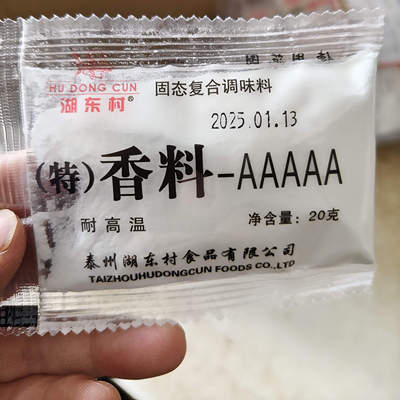 HU DONG CUN
湖东村®
固态复合调味料
2025.01.13
(特)香料-AAAAA
耐高温
净含量：20克
泰州湖东村食品有限公司
TAIZHOUHUDONGCUN FOODS CO.,LTD